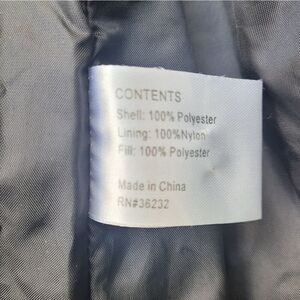 CONTENTS
Shell: 100% Polyester
Lining: 100%Nylon
Fill: 100% Polyester
Made in China
RN#36232